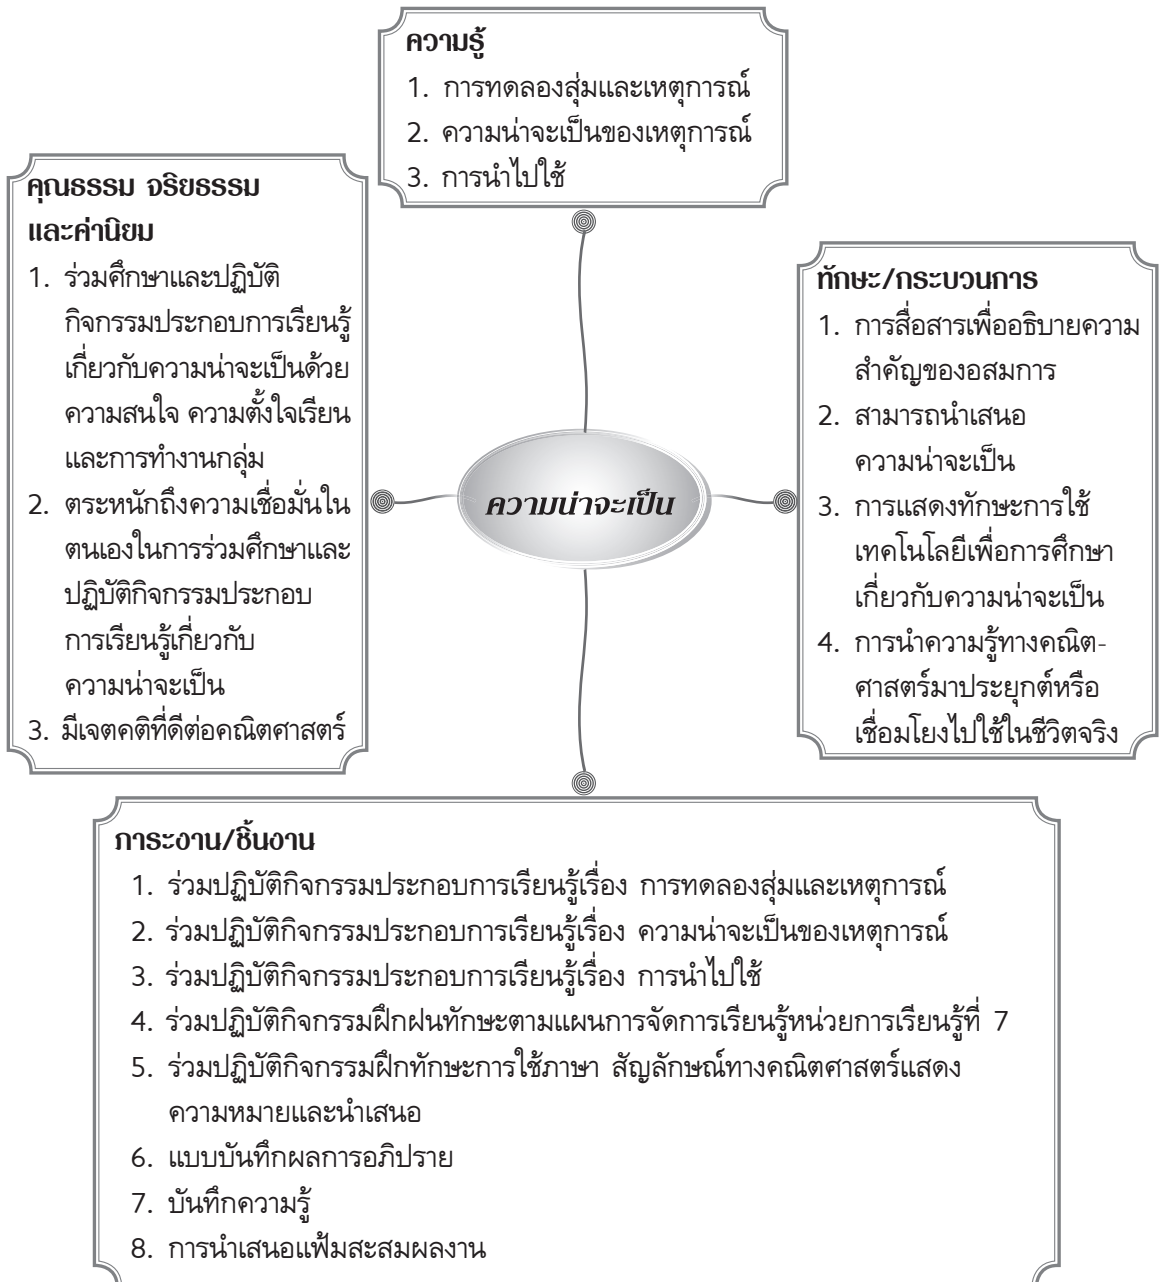 ความรู้
1. การทดลองสุ่มและเหตุการณ์
2. ความน่าจะเป็นของเหตุการณ์
3. การนำไปใช้
คุณธรรม จริยธรรม
และค่านิยม
1. ร่วมศึกษาและปฏิบัติ
กิจกรรมประกอบการเรียนรู้
เกี่ยวกับความน่าจะเป็นด้วย
ความสนใจ ความตั้งใจเรียน
และการทำงานกลุ่ม
2. ตระหนักถึงความเชื่อมั่นใน
ตนเองในการร่วมศึกษาและ
ปฏิบัติกิจกรรมประกอบ
การเรียนรู้เกี่ยวกับ
ความน่าจะเป็น
3. มีเจตคติที่ดีต่อคณิตศาสตร์
ความน่าจะเป็น
ทักษะ/กระบวนการ
1. การสื่อสารเพื่ออธิบายความ
สำคัญของอสมการ
2. สามารถนำเสนอ
ความน่าจะเป็น
3. การแสดงทักษะการใช้
เทคโนโลยีเพื่อการศึกษา
เกี่ยวกับความน่าจะเป็น
4. การนำความรู้ทางคณิต-
ศาสตร์มาประยุกต์หรือ
เชื่อมโยงไปใช้ในชีวิตจริง
ภาระงาน/ชิ้นงาน
1. ร่วมปฏิบัติกิจกรรมประกอบการเรียนรู้เรื่อง การทดลองสุ่มและเหตุการณ์
2. ร่วมปฏิบัติกิจกรรมประกอบการเรียนรู้เรื่อง ความน่าจะเป็นของเหตุการณ์
3. ร่วมปฏิบัติกิจกรรมประกอบการเรียนรู้เรื่อง การนำไปใช้
4. ร่วมปฏิบัติกิจกรรมฝึกฝนทักษะตามแผนการจัดการเรียนรู้หน่วยการเรียนรู้ที่ 7
5. ร่วมปฏิบัติกิจกรรมฝึกทักษะการใช้ภาษา สัญลักษณ์ทางคณิตศาสตร์แสดง
ความหมายและนำเสนอ
6. แบบบันทึกผลการอภิปราย
7. บันทึกความรู้
8. การนำเสนอแฟ้มสะสมผลงาน